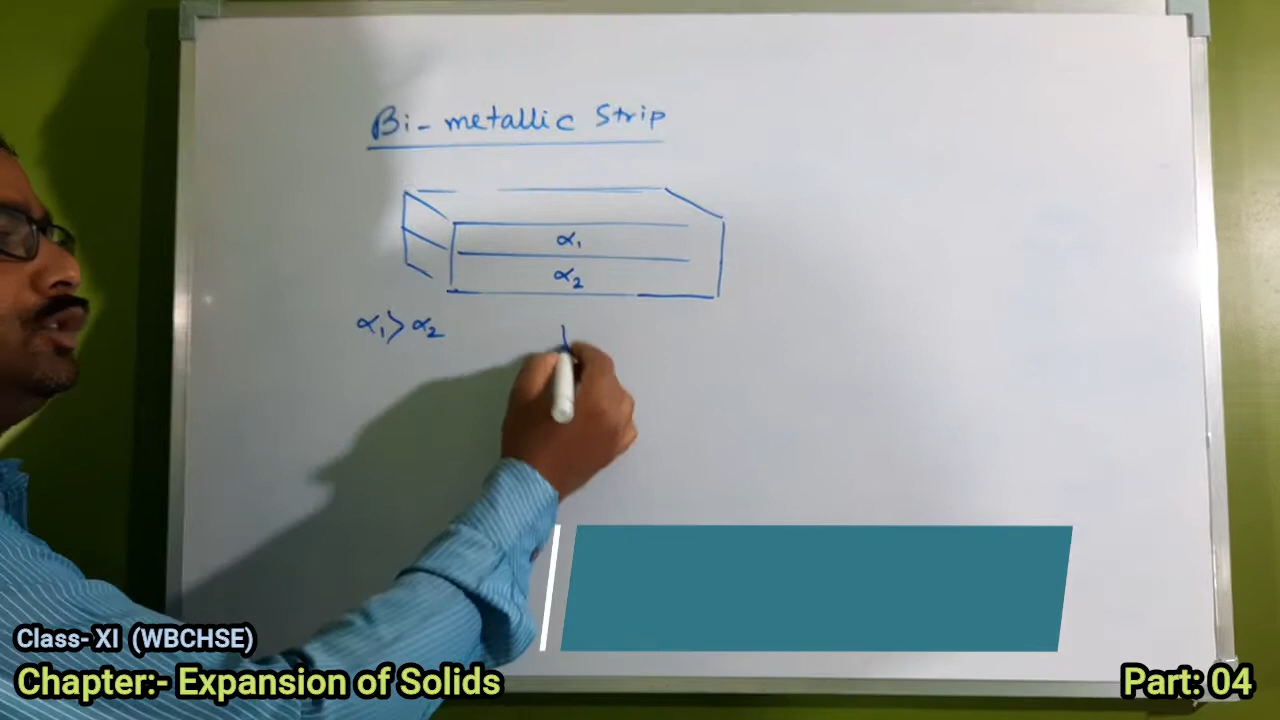 Bi-metallic Strip
α₁
α₂
α₁>α₂
Class- XI (WBCHSE)
Chapter:- Expansion of Solids
Part: 04